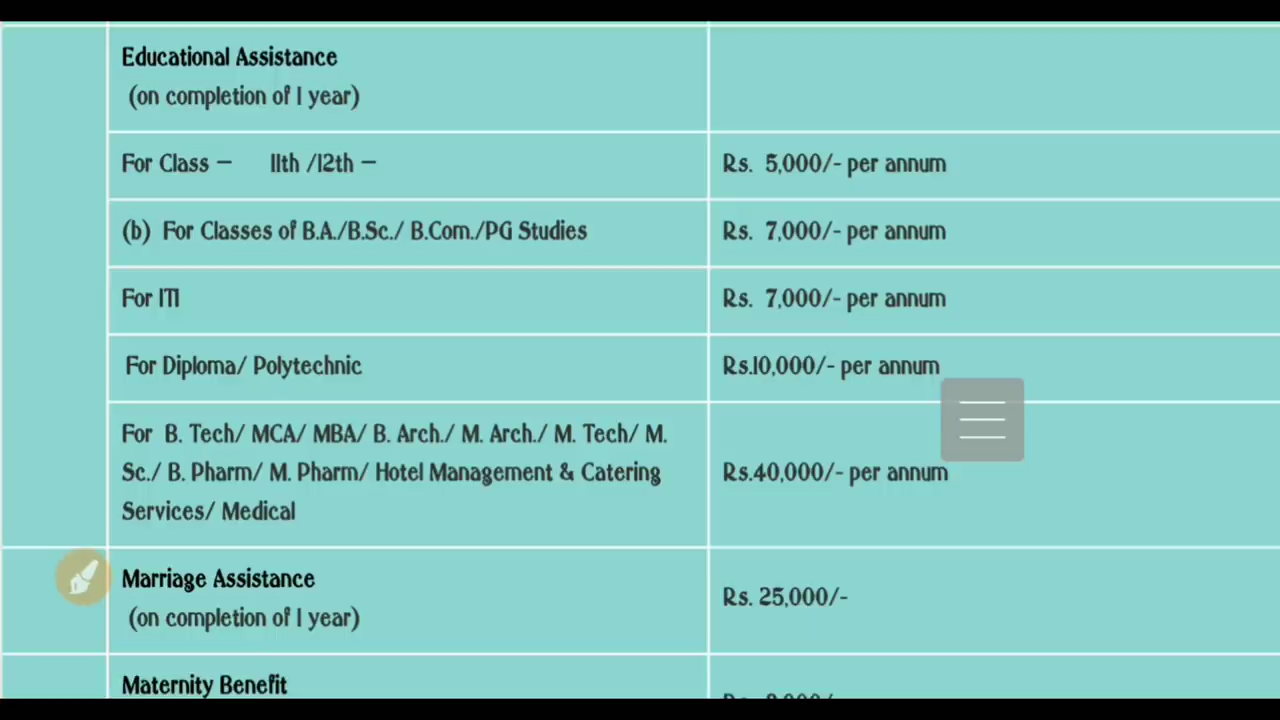 Educational Assistance
(on completion of 1 year)
For Class – 11th /12th –
Rs. 5,000/- per annum
(b) For Classes of B.A./B.Sc./ B.Com./PG Studies
Rs. 7,000/- per annum
For ITI
Rs. 7,000/- per annum
For Diploma/ Polytechnic
Rs.10,000/- per annum
For B. Tech/ MCA/ MBA/ B. Arch./ M. Arch./ M. Tech/ M.
Sc./ B. Pharm/ M. Pharm/ Hotel Management & Catering
Services/ Medical
Rs.40,000/- per annum
Marriage Assistance
(on completion of 1 year)
Rs. 25,000/-
Maternity Benefit